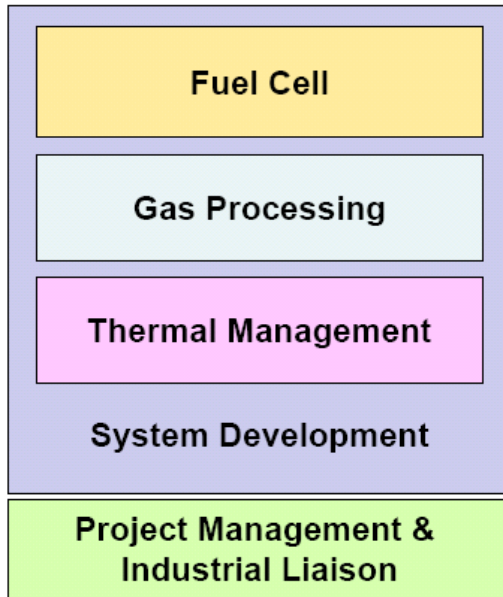 Fuel Cell
Gas Processing
Thermal Management
System Development
Project Management &
Industrial Liaison